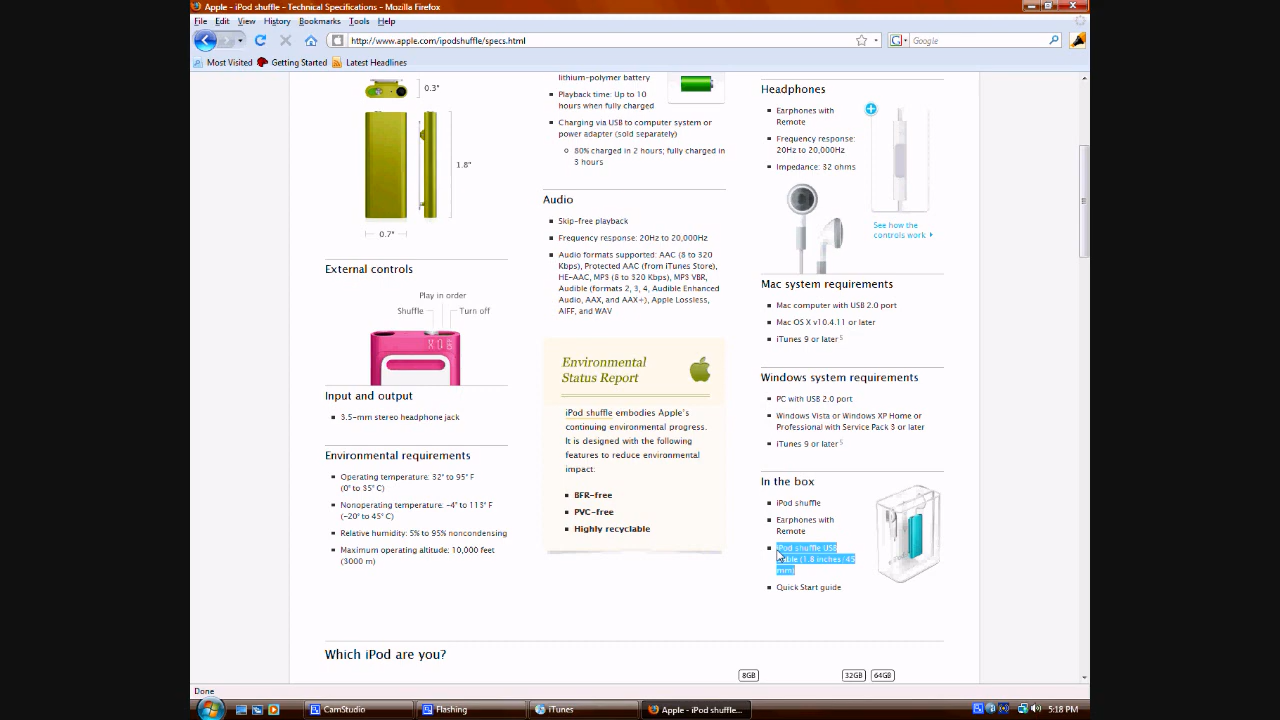 Apple - iPod shuffle - Technical Specifications - Mozilla Firefox
File Edit View History Bookmarks Tools Help
http://www.apple.com/ipodshuffle/specs.html
Google
Most Visited Getting Started Latest Headlines
0.3"
1.8"
0.7"
External controls
Play in order
Shuffle
Turn off
Input and output
3.5-mm stereo headphone jack
Environmental requirements
Operating temperature: 32° to 95° F
(0° to 35° C)
Nonoperating temperature: -4° to 113° F
(-20° to 45° C)
Relative humidity: 5% to 95% noncondensing
Maximum operating altitude: 10,000 feet
(3000 m)
lithium-polymer battery
Playback time: Up to 10
hours when fully charged
Charging via USB to computer system or
power adapter (sold separately)
80% charged in 2 hours; fully charged in
3 hours
Audio
Skip-free playback
Frequency response: 20Hz to 20,000Hz
Audio formats supported: AAC (8 to 320
Kbps), Protected AAC (from iTunes Store),
HE-AAC, MP3 (8 to 320 Kbps), MP3 VBR,
Audible (formats 2, 3, 4, Audible Enhanced
Audio, AAX, and AAX+), Apple Lossless,
AIFF, and WAV
Environmental
Status Report
iPod shuffle embodies Apple's
continuing environmental progress.
It is designed with the following
features to reduce environmental
impact:
BFR-free
PVC-free
Highly recyclable
Headphones
Earphones with
Remote
Frequency response:
20Hz to 20,000Hz
Impedance: 32 ohms
See how the
controls work
Mac system requirements
Mac computer with USB 2.0 port
Mac OS X v10.4.11 or later
iTunes 9 or later 5
Windows system requirements
PC with USB 2.0 port
Windows Vista or Windows XP Home or
Professional with Service Pack 3 or later
iTunes 9 or later 5
In the box
iPod shuffle
Earphones with
Remote
iPod shuffle USB
cable (1.8 inches/45
mm)
Quick Start guide
Which iPod are you?
8GB 32GB 64GB
Done
CamStudio Flashing iTunes Apple - iPod shuffle... 5:18 PM